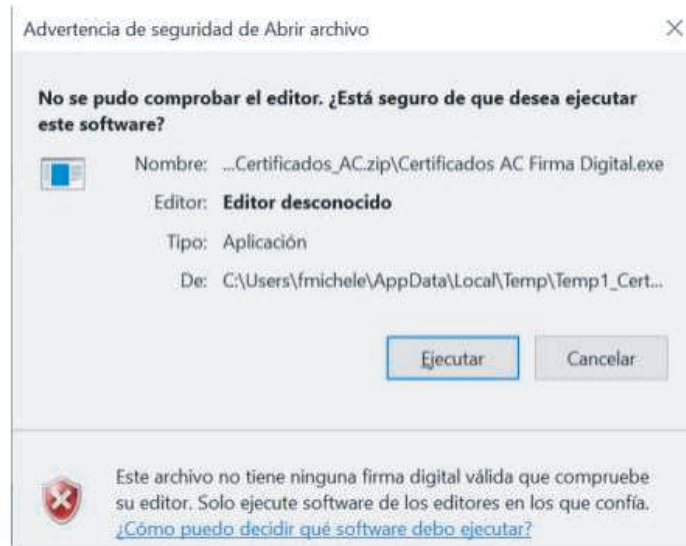 Advertencia de seguridad de Abrir archivo
No se pudo comprobar el editor. ¿Está seguro de que desea ejecutar
este software?
Nombre: ...Certificados_AC.zip\Certificados AC Firma Digital.exe
Editor: Editor desconocido
Tipo: Aplicación
De: C:\Users\fmichele\AppData\Local\Temp\Temp1_Cert...
Ejecutar Cancelar
Este archivo no tiene ninguna firma digital válida que compruebe
su editor. Solo ejecute software de los editores en los que confía.
¿Cómo puedo decidir qué software debo ejecutar?